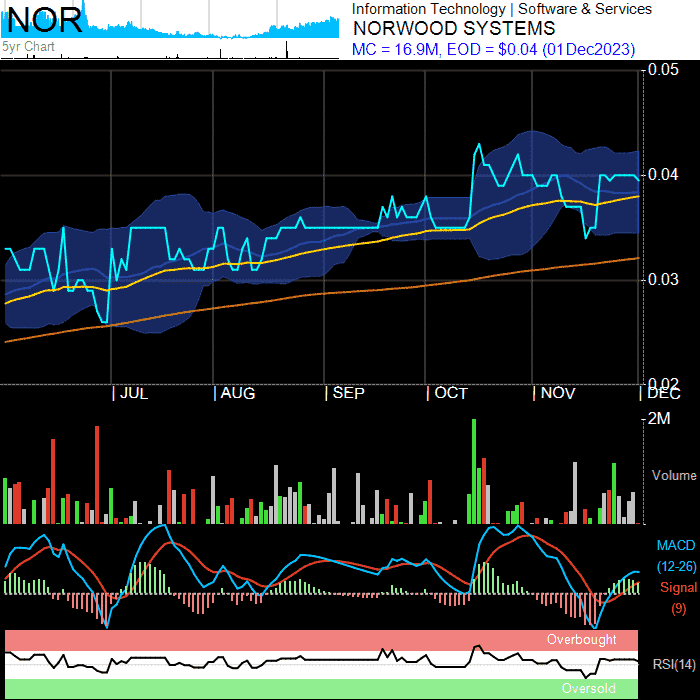 NOR
5yr Chart
Information Technology | Software & Services
NORWOOD SYSTEMS
MC = 16.9M, EOD = $0.04 (01Dec2023)
0.05
0.04
0.03
0.02
JUL
AUG
SEP
OCT
NOV
DEC
2M
Volume
MACD
(12-26)
Signal
(9)
Overbought
RSI(14)
Oversold